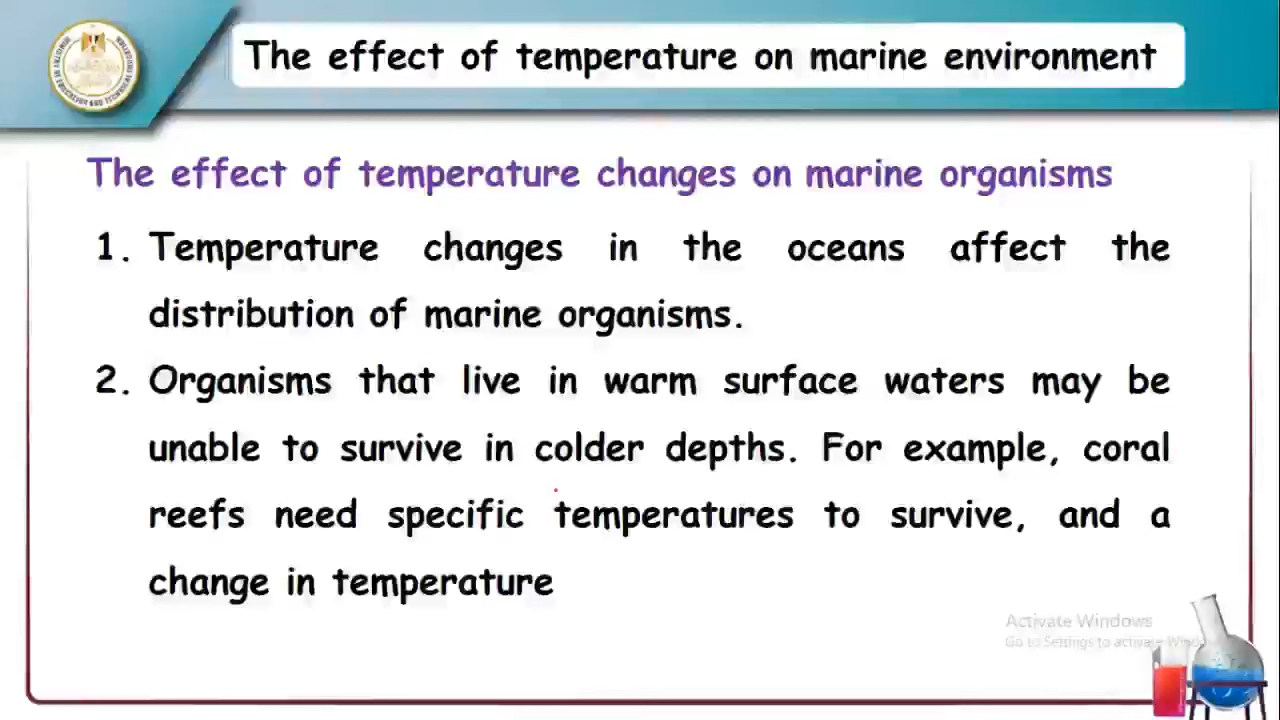 The effect of temperature on marine environment
The effect of temperature changes on marine organisms
1. Temperature changes in the oceans affect the
distribution of marine organisms.
2. Organisms that live in warm surface waters may be
unable to survive in colder depths. For example, coral
reefs need specific temperatures to survive, and a
change in temperature
Activate Windows
Go to Settings to activate